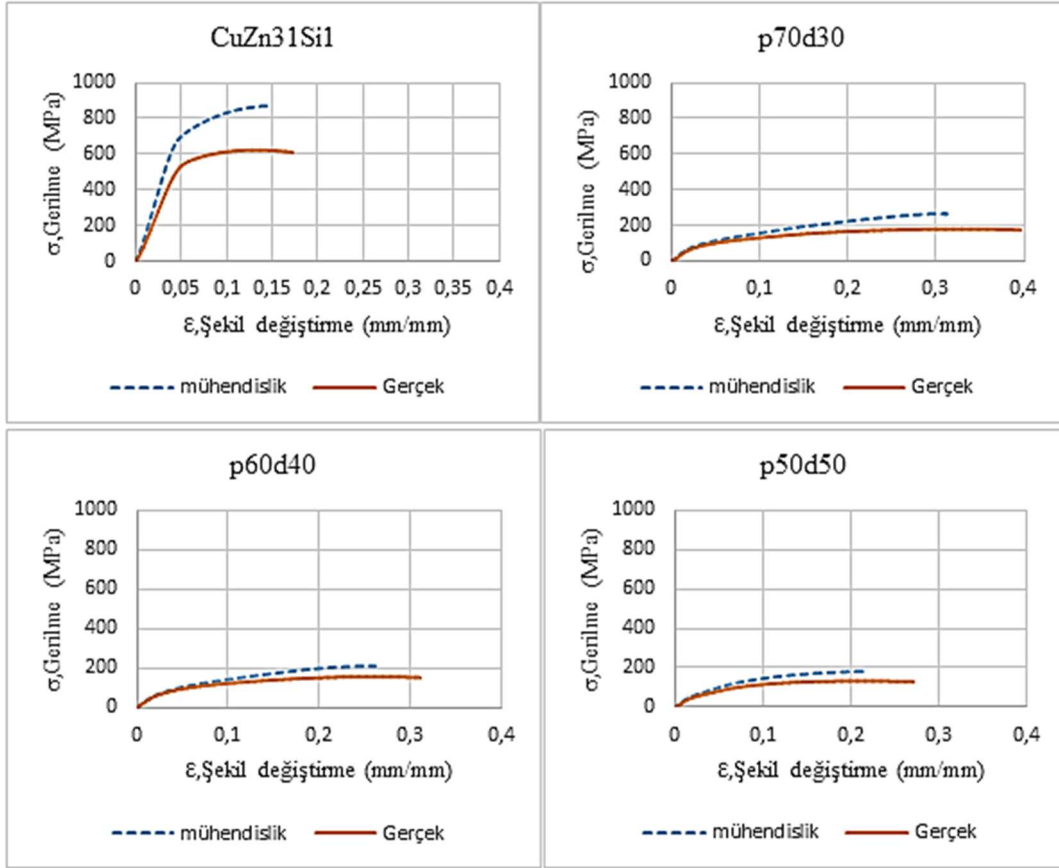 CuZn31Si1
σ,Gerilme (MPa)
1000
800
600
400
200
0
0 0,05 0,1 0,15 0,2 0,25 0,3 0,35 0,4
ε,Şekil değiştirme (mm/mm)
mühendislik Gerçek
p70d30
σ,Gerilme (MPa)
1000
800
600
400
200
0
0 0,1 0,2 0,3 0,4
ε,Şekil değiştirme (mm/mm)
mühendislik Gerçek
p60d40
σ,Gerilme (MPa)
1000
800
600
400
200
0
0 0,1 0,2 0,3 0,4
ε,Şekil değiştirme (mm/mm)
mühendislik Gerçek
p50d50
σ,Gerilme (MPa)
1000
800
600
400
200
0
0 0,1 0,2 0,3 0,4
ε,Şekil değiştirme (mm/mm)
mühendislik Gerçek